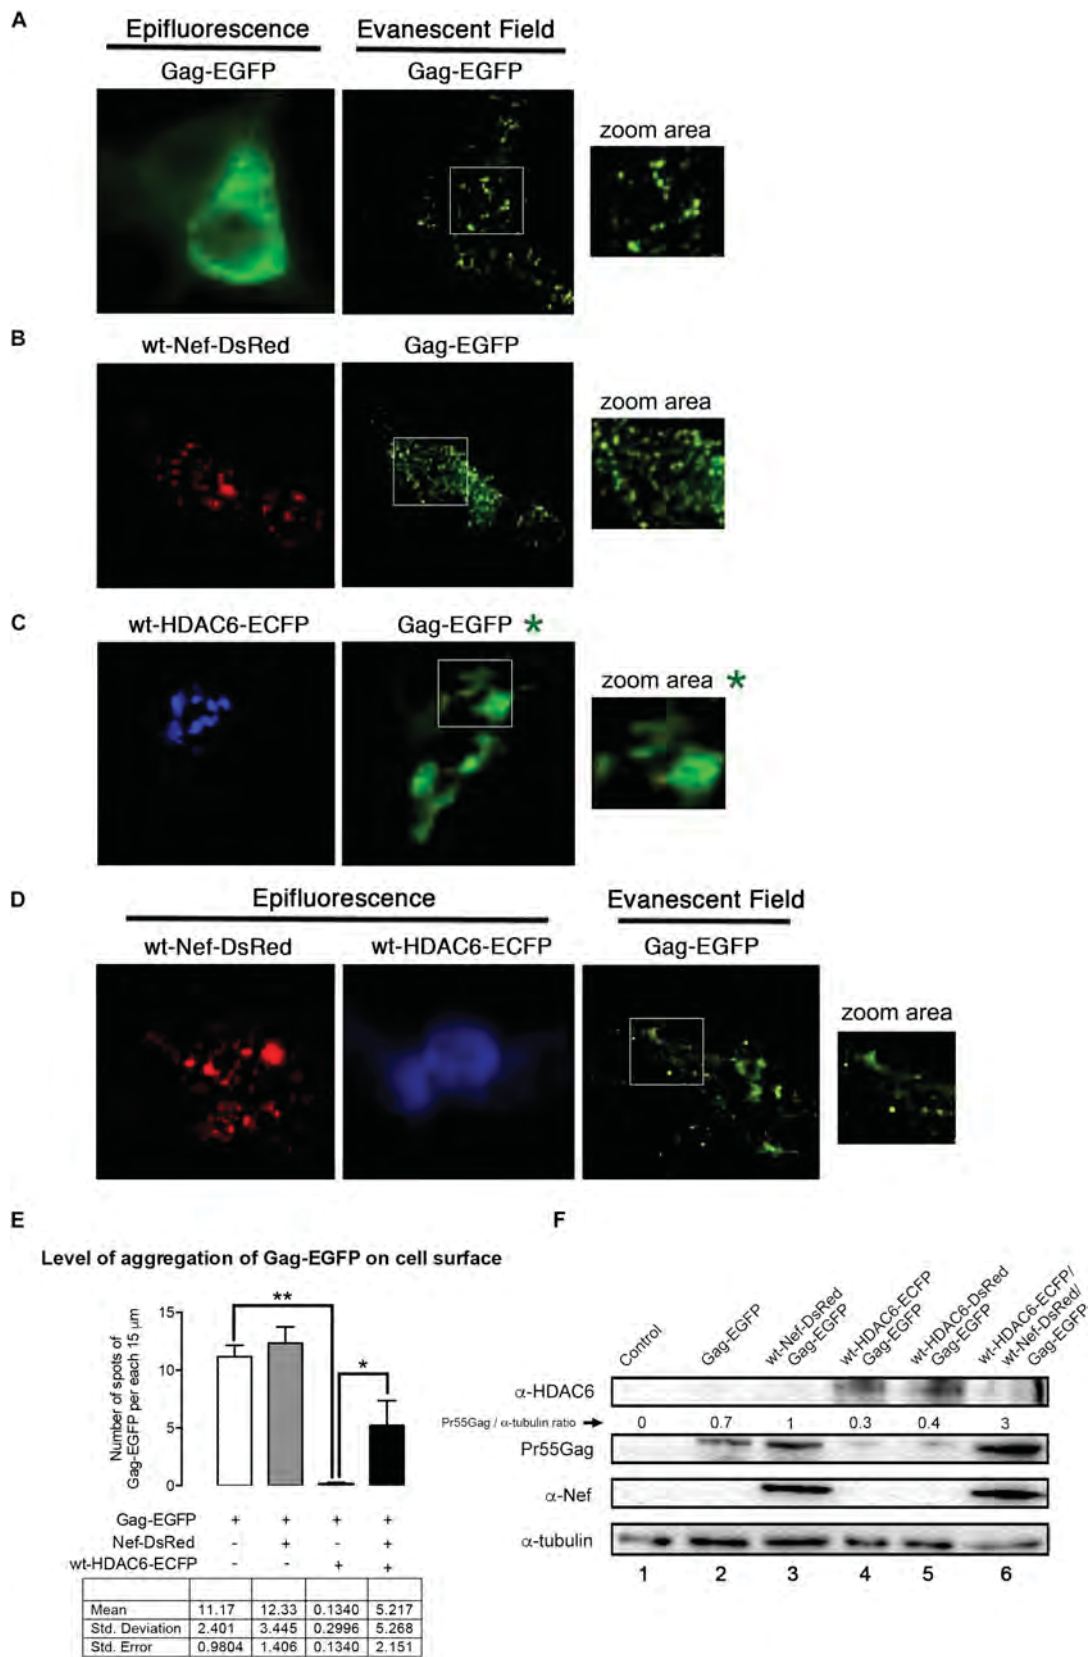 A
Epifluorescence Evanescent Field
Gag-EGFP Gag-EGFP
zoom area
B
wt-Nef-DsRed Gag-EGFP
zoom area
C
wt-HDAC6-ECFP Gag-EGFP *
zoom area *
D
Epifluorescence Evanescent Field
wt-Nef-DsRed wt-HDAC6-ECFP Gag-EGFP
zoom area
E
Level of aggregation of Gag-EGFP on cell surface
Number of spots of
Gag-EGFP per each 15 µm
15
10
5
0
**
*
Gag-EGFP + + + +
Nef-DsRed - + - +
wt-HDAC6-ECFP - - + +
Mean 11.17 12.33 0.1340 5.217
Std. Deviation 2.401 3.445 0.2996 5.268
Std. Error 0.9804 1.406 0.1340 2.151
F
Control
Gag-EGFP
wt-Nef-DsRed
Gag-EGFP
wt-HDAC6-ECFP
Gag-EGFP
wt-HDAC6-DsRed
Gag-EGFP
wt-HDAC6-ECFP/
wt-Nef-DsRed/
Gag-EGFP
α-HDAC6
Pr55Gag / α-tubulin ratio 0 0.7 1 0.3 0.4 3
Pr55Gag
α-Nef
α-tubulin
1 2 3 4 5 6